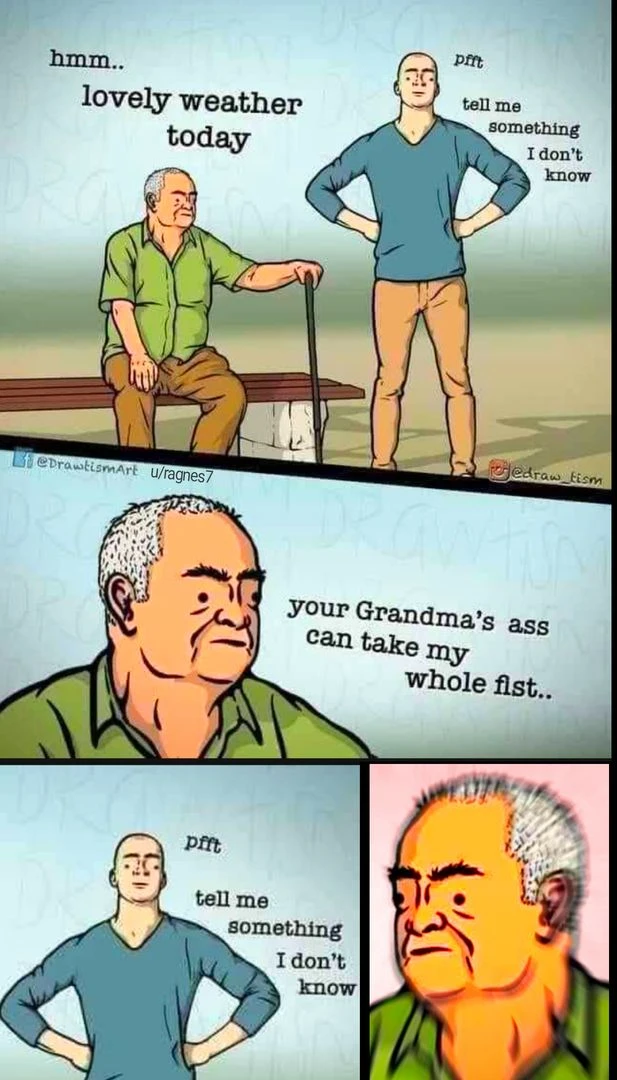 hmm..
lovely weather
today
pfft
tell me
something
I don't
know
@DrawtismArt
u/ragnes7
@draw_tism
your Grandma's ass
can take my
whole fist..
pfft
tell me
something
I don't
know